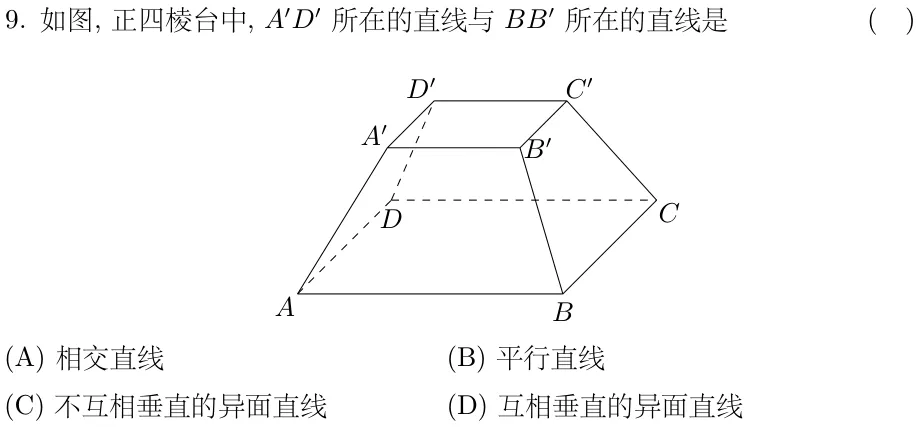 9. 如图, 正四棱台中, A′D′ 所在的直线与 BB′ 所在的直线是 ( )
D′ C′
A′ B′
D C
A B
(A) 相交直线 (B) 平行直线
(C) 不互相垂直的异面直线 (D) 互相垂直的异面直线